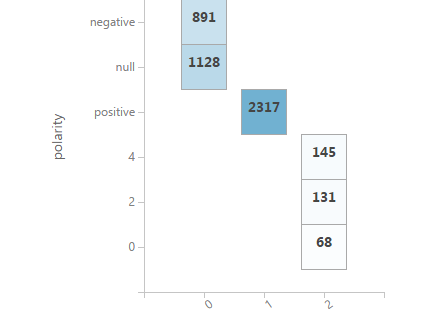 negative 891
null 1128
positive 2317
4 145
2 131
0 68
polarity
0 1 2